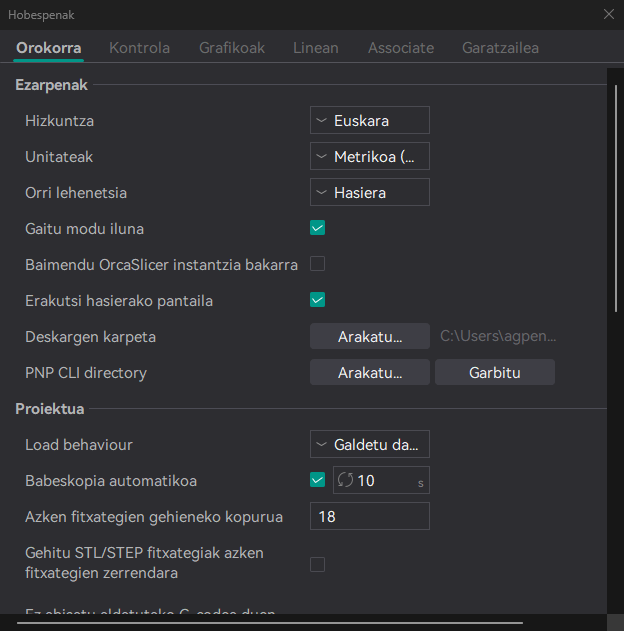 Hobespenak
Orokorra Kontrola Grafikoak Linean Associate Garatzailea
Ezarpenak
Hizkuntza Euskara
Unitateak Metrikoa (...
Orri lehenetsia Hasiera
Gaitu modu iluna
Baimendu OrcaSlicer instantzia bakarra
Erakutsi hasierako pantaila
Deskargen karpeta Arakatu... C:\Users\agpen...
PNP CLI directory Arakatu... Garbitu
Proiektua
Load behaviour Galdetu da...
Babeskopia automatikoa 10 s
Azken fitxategien gehieneko kopurua 18
Gehitu STL/STEP fitxategiak azken
fitxategien zerrendara